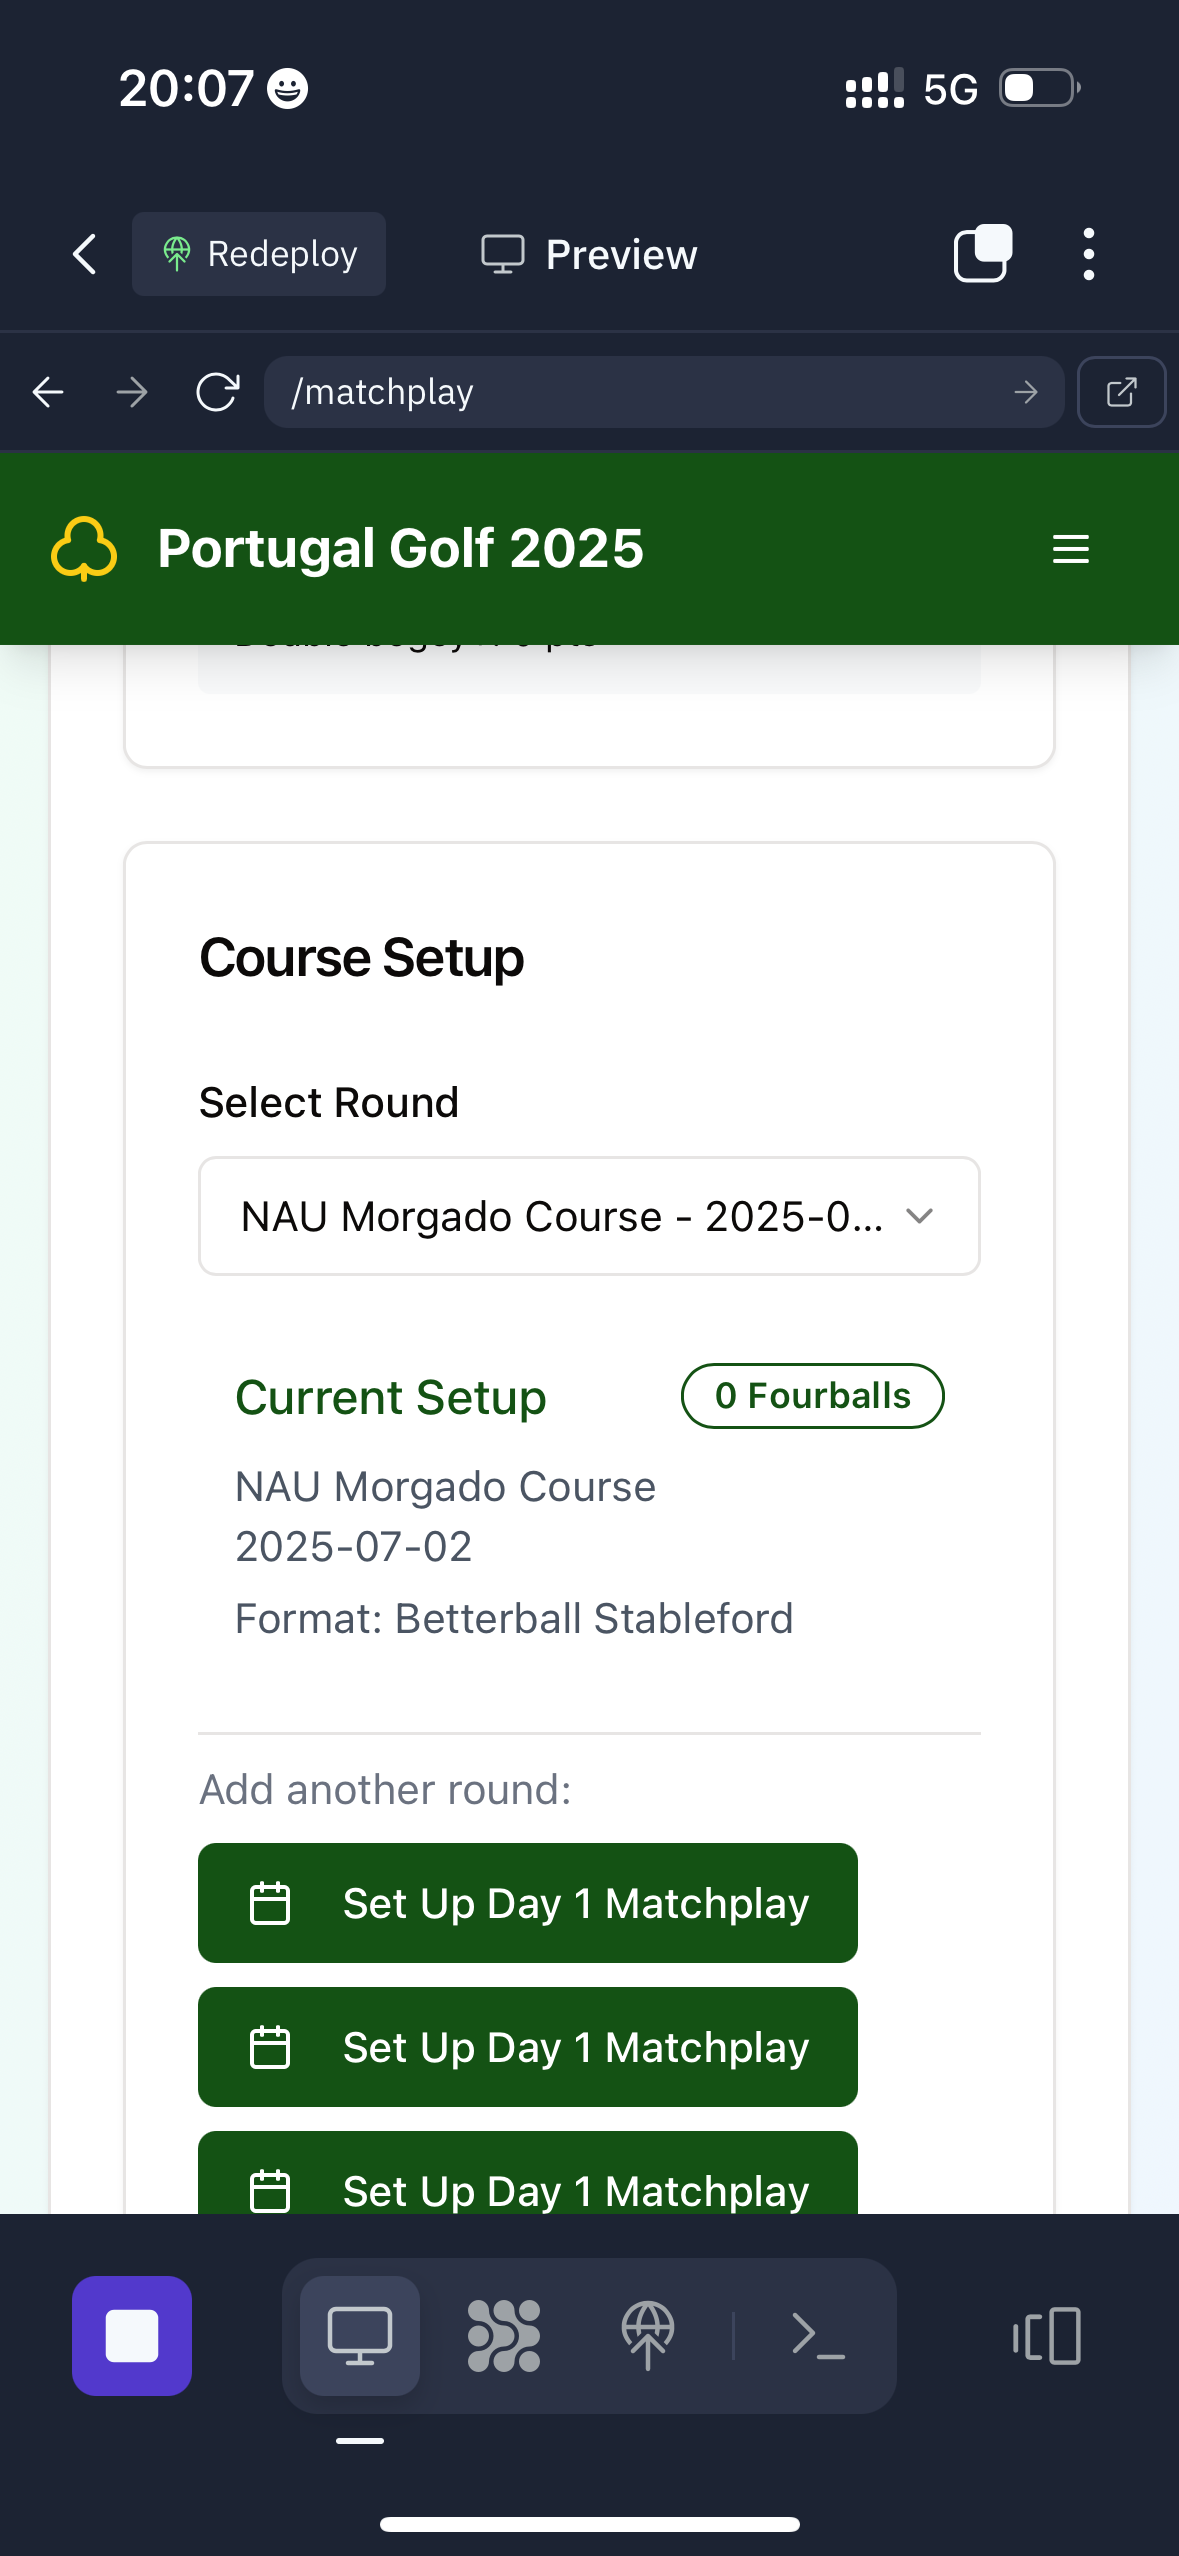 20:07
5G
Redeploy
Preview
/matchplay
Portugal Golf 2025
Course Setup
Select Round
NAU Morgado Course - 2025-0...
Current Setup
0 Fourballs
NAU Morgado Course
2025-07-02
Format: Betterball Stableford
Add another round:
Set Up Day 1 Matchplay
Set Up Day 1 Matchplay
Set Up Day 1 Matchplay